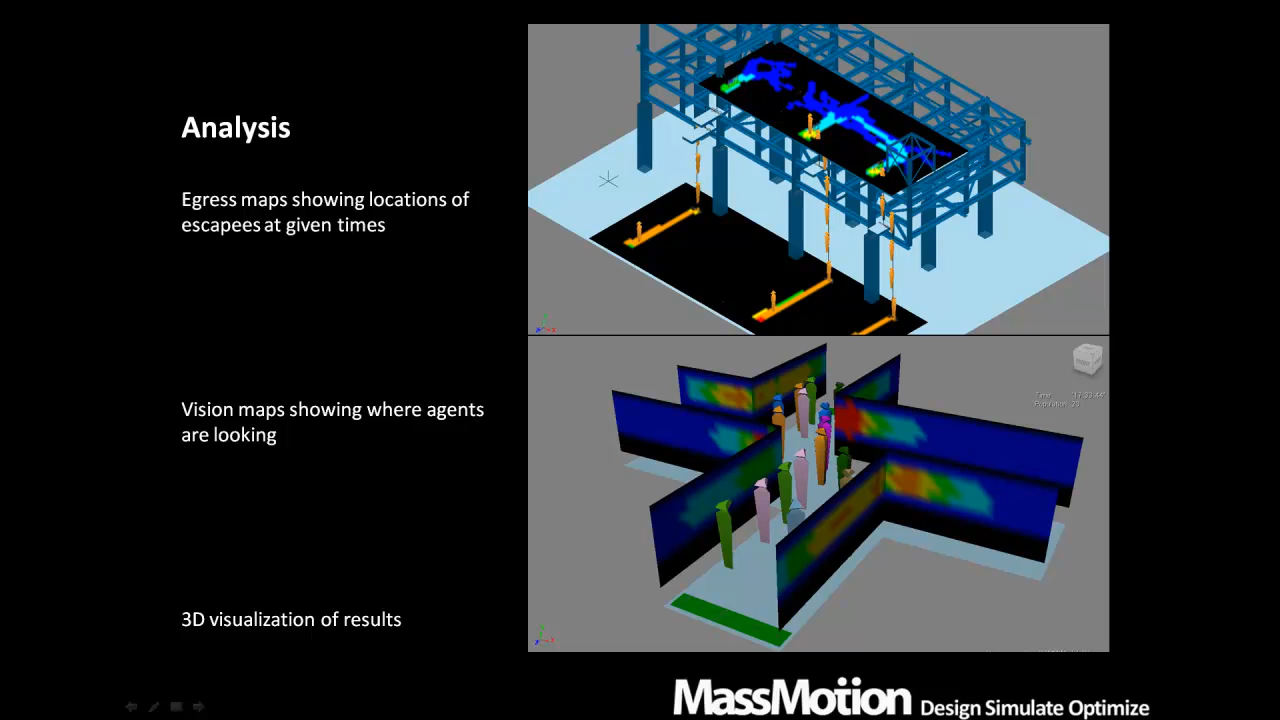 Analysis
Egress maps showing locations of
escapees at given times
Vision maps showing where agents
are looking
3D visualization of results
MassMotion Design Simulate Optimize